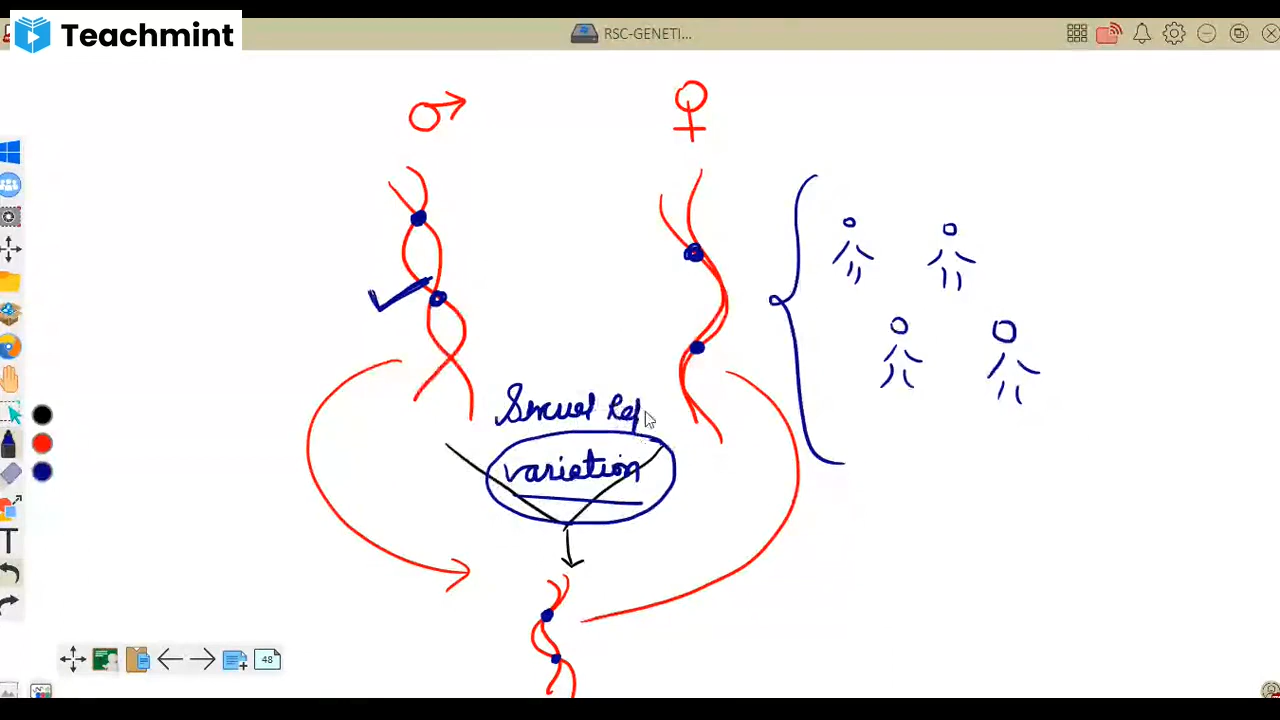 Teachmint
RSC-GENETI...
♂
♀
Sexual Rep
variation
T
48